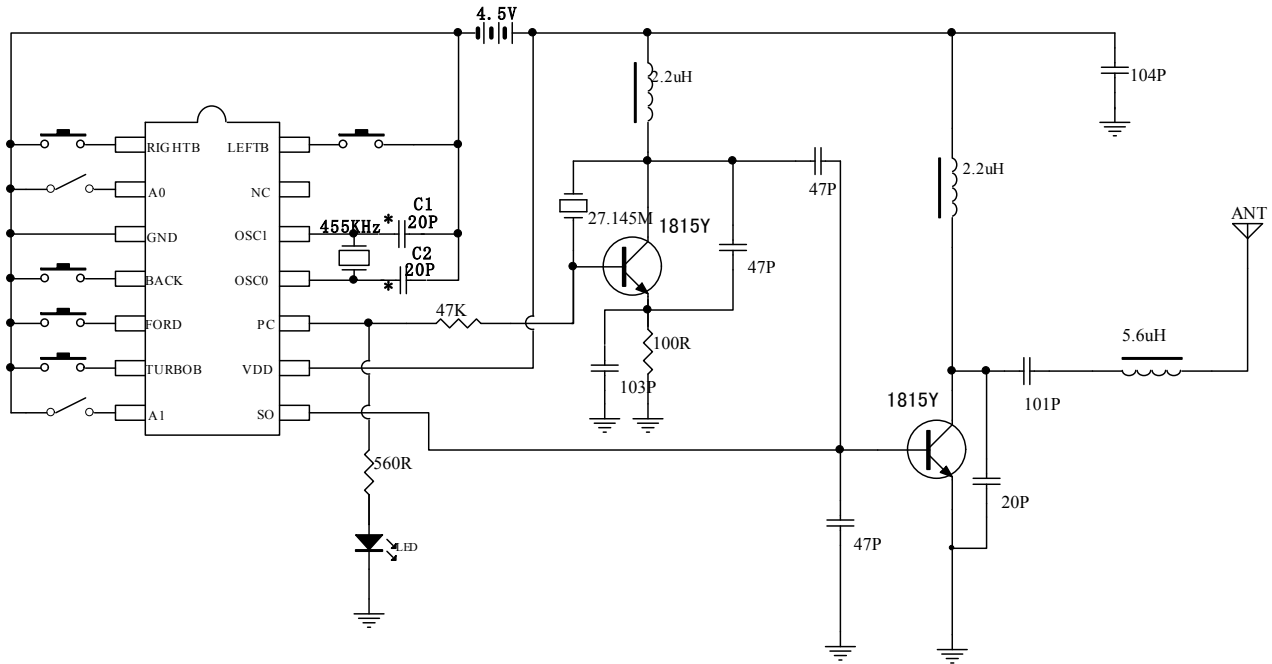 4.5V
2.2uH
104P
RIGHTB
LEFTB
2.2uH
A0
NC
47P
C1
455KHz
*
20P
27.145M
1815Y
ANT
GND
OSC1
C2
20P
*
47P
BACK
OSC0
FORD
PC
47K
100R
5.6uH
TURBOB
VDD
103P
1815Y
101P
A1
SO
560R
20P
LED
47P